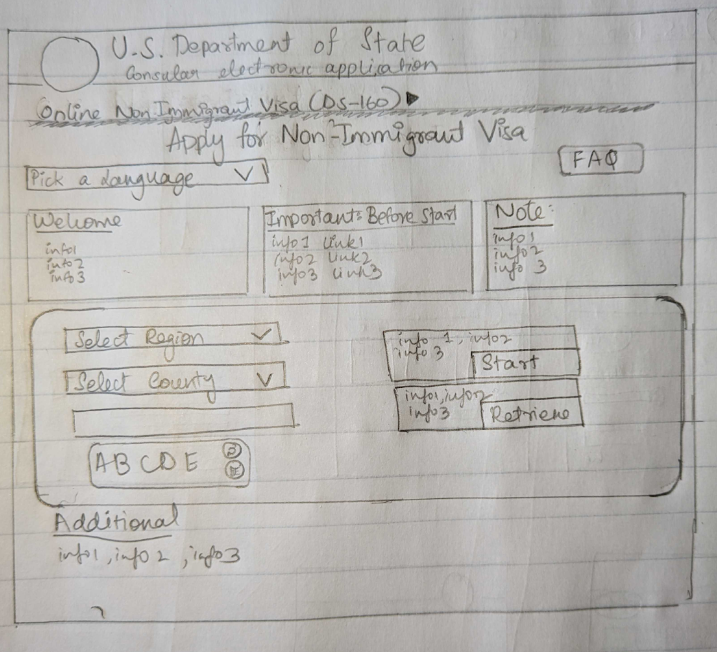 U.S. Department of State
Consular electronic application
Online Non Immigrant Visa (DS-160)
Apply for Non-Immigrant Visa
FAQ
Pick a Language
Welcome
info1
info2
info3
Important: Before Start
info 1 Link1
info2 Link2
info3 Link3
Note:
info1
info2
info 3
Select Region
Select County
ABCDE
info 1, info2
info 3
Start
info1, info2
info3
Retrieve
Additional
info1, info 2, info3